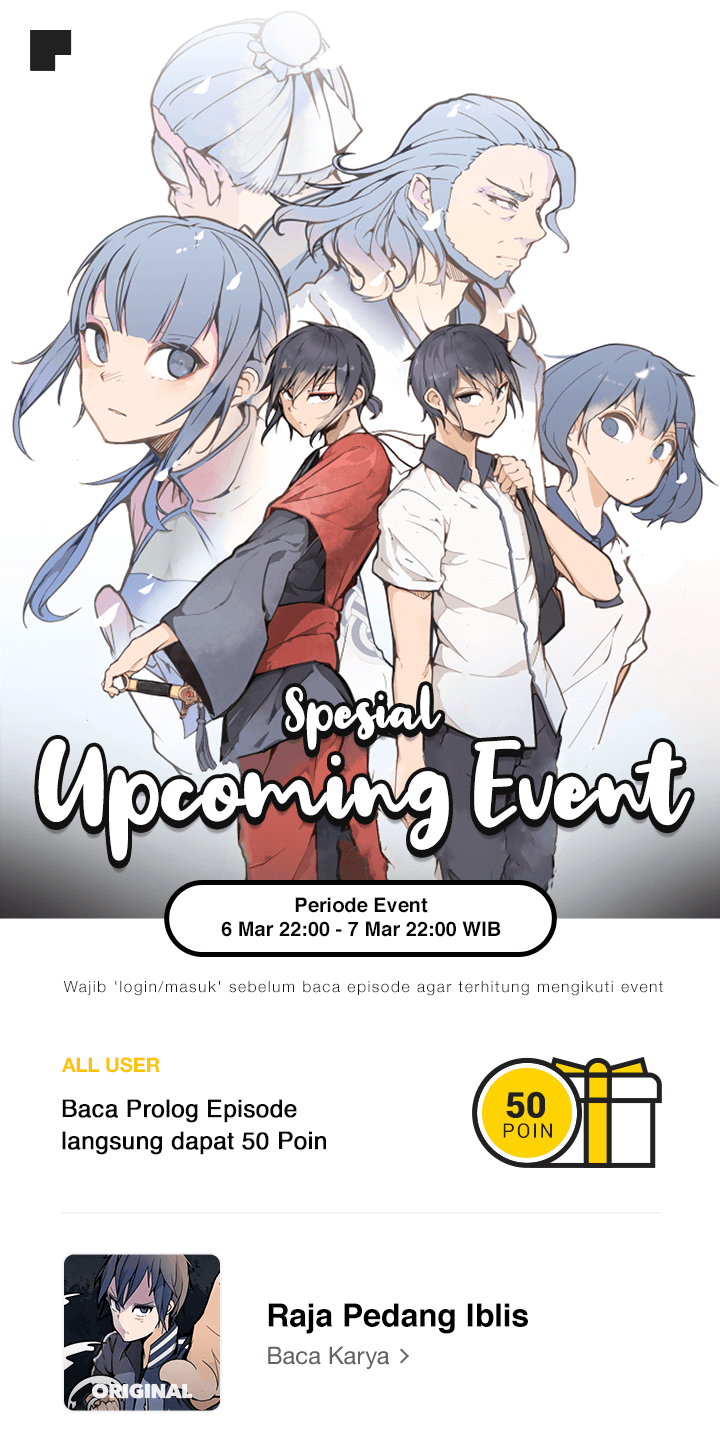 Spesial
Upcoming Event
Periode Event
6 Mar 22:00 - 7 Mar 22:00 WIB
Wajib 'login/masuk' sebelum baca episode agar terhitung mengikuti event
ALL USER
Baca Prolog Episode
langsung dapat 50 Poin
50
POIN
ORIGINAL
Raja Pedang Iblis
Baca Karya >